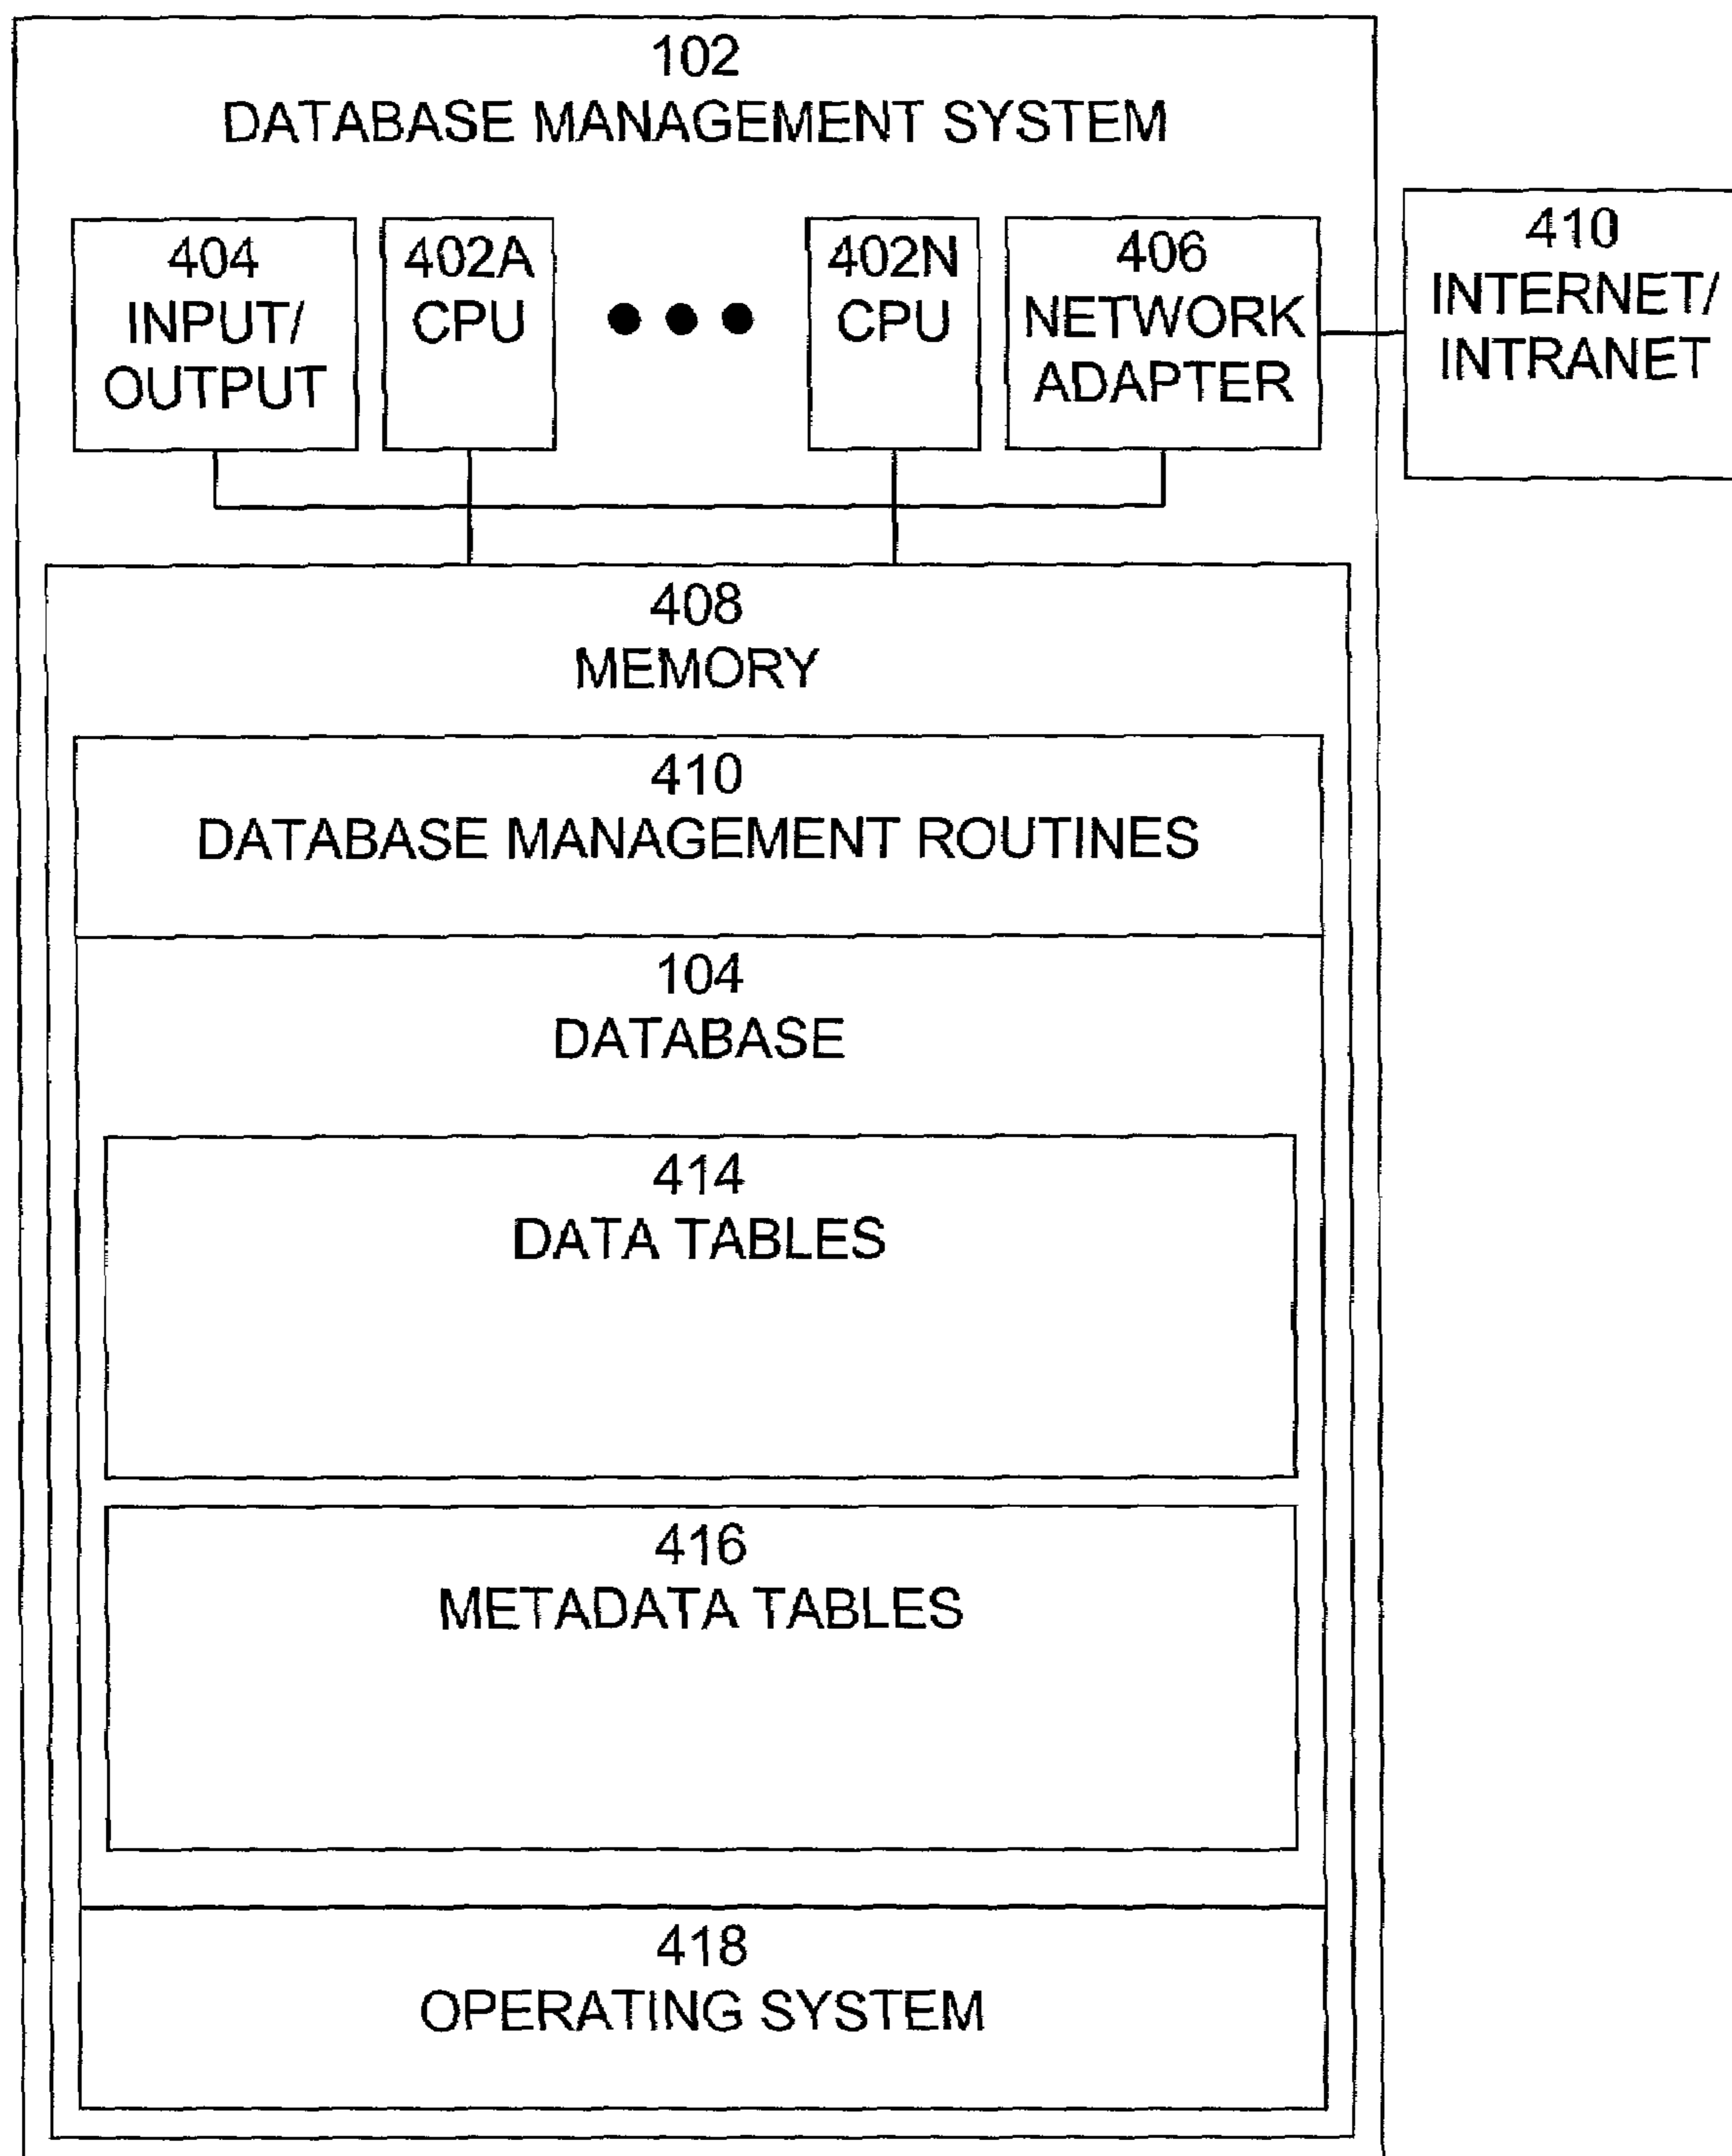 102
DATABASE MANAGEMENT SYSTEM
404
INPUT/
OUTPUT
402A
CPU
402N
CPU
406
NETWORK
ADAPTER
410
INTERNET/
INTRANET
408
MEMORY
410
DATABASE MANAGEMENT ROUTINES
104
DATABASE
414
DATA TABLES
416
METADATA TABLES
418
OPERATING SYSTEM